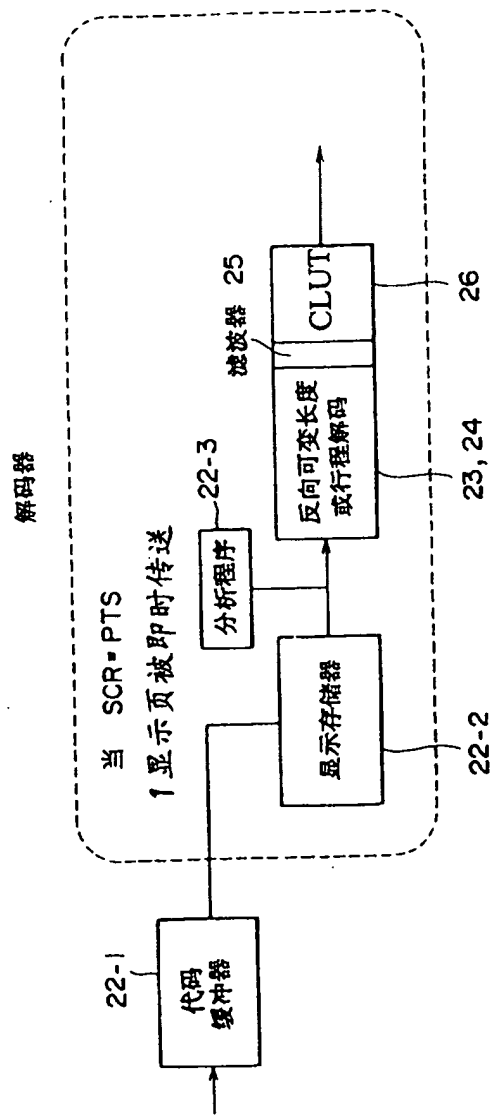 解码器
当 SCR=PTS
1显示页被即时传送
22-1
代码
缓冲器
显示存储器
22-2
分析程序
22-3
反向可变长度
或行程解码
23, 24
滤波器 25
CLUT
26